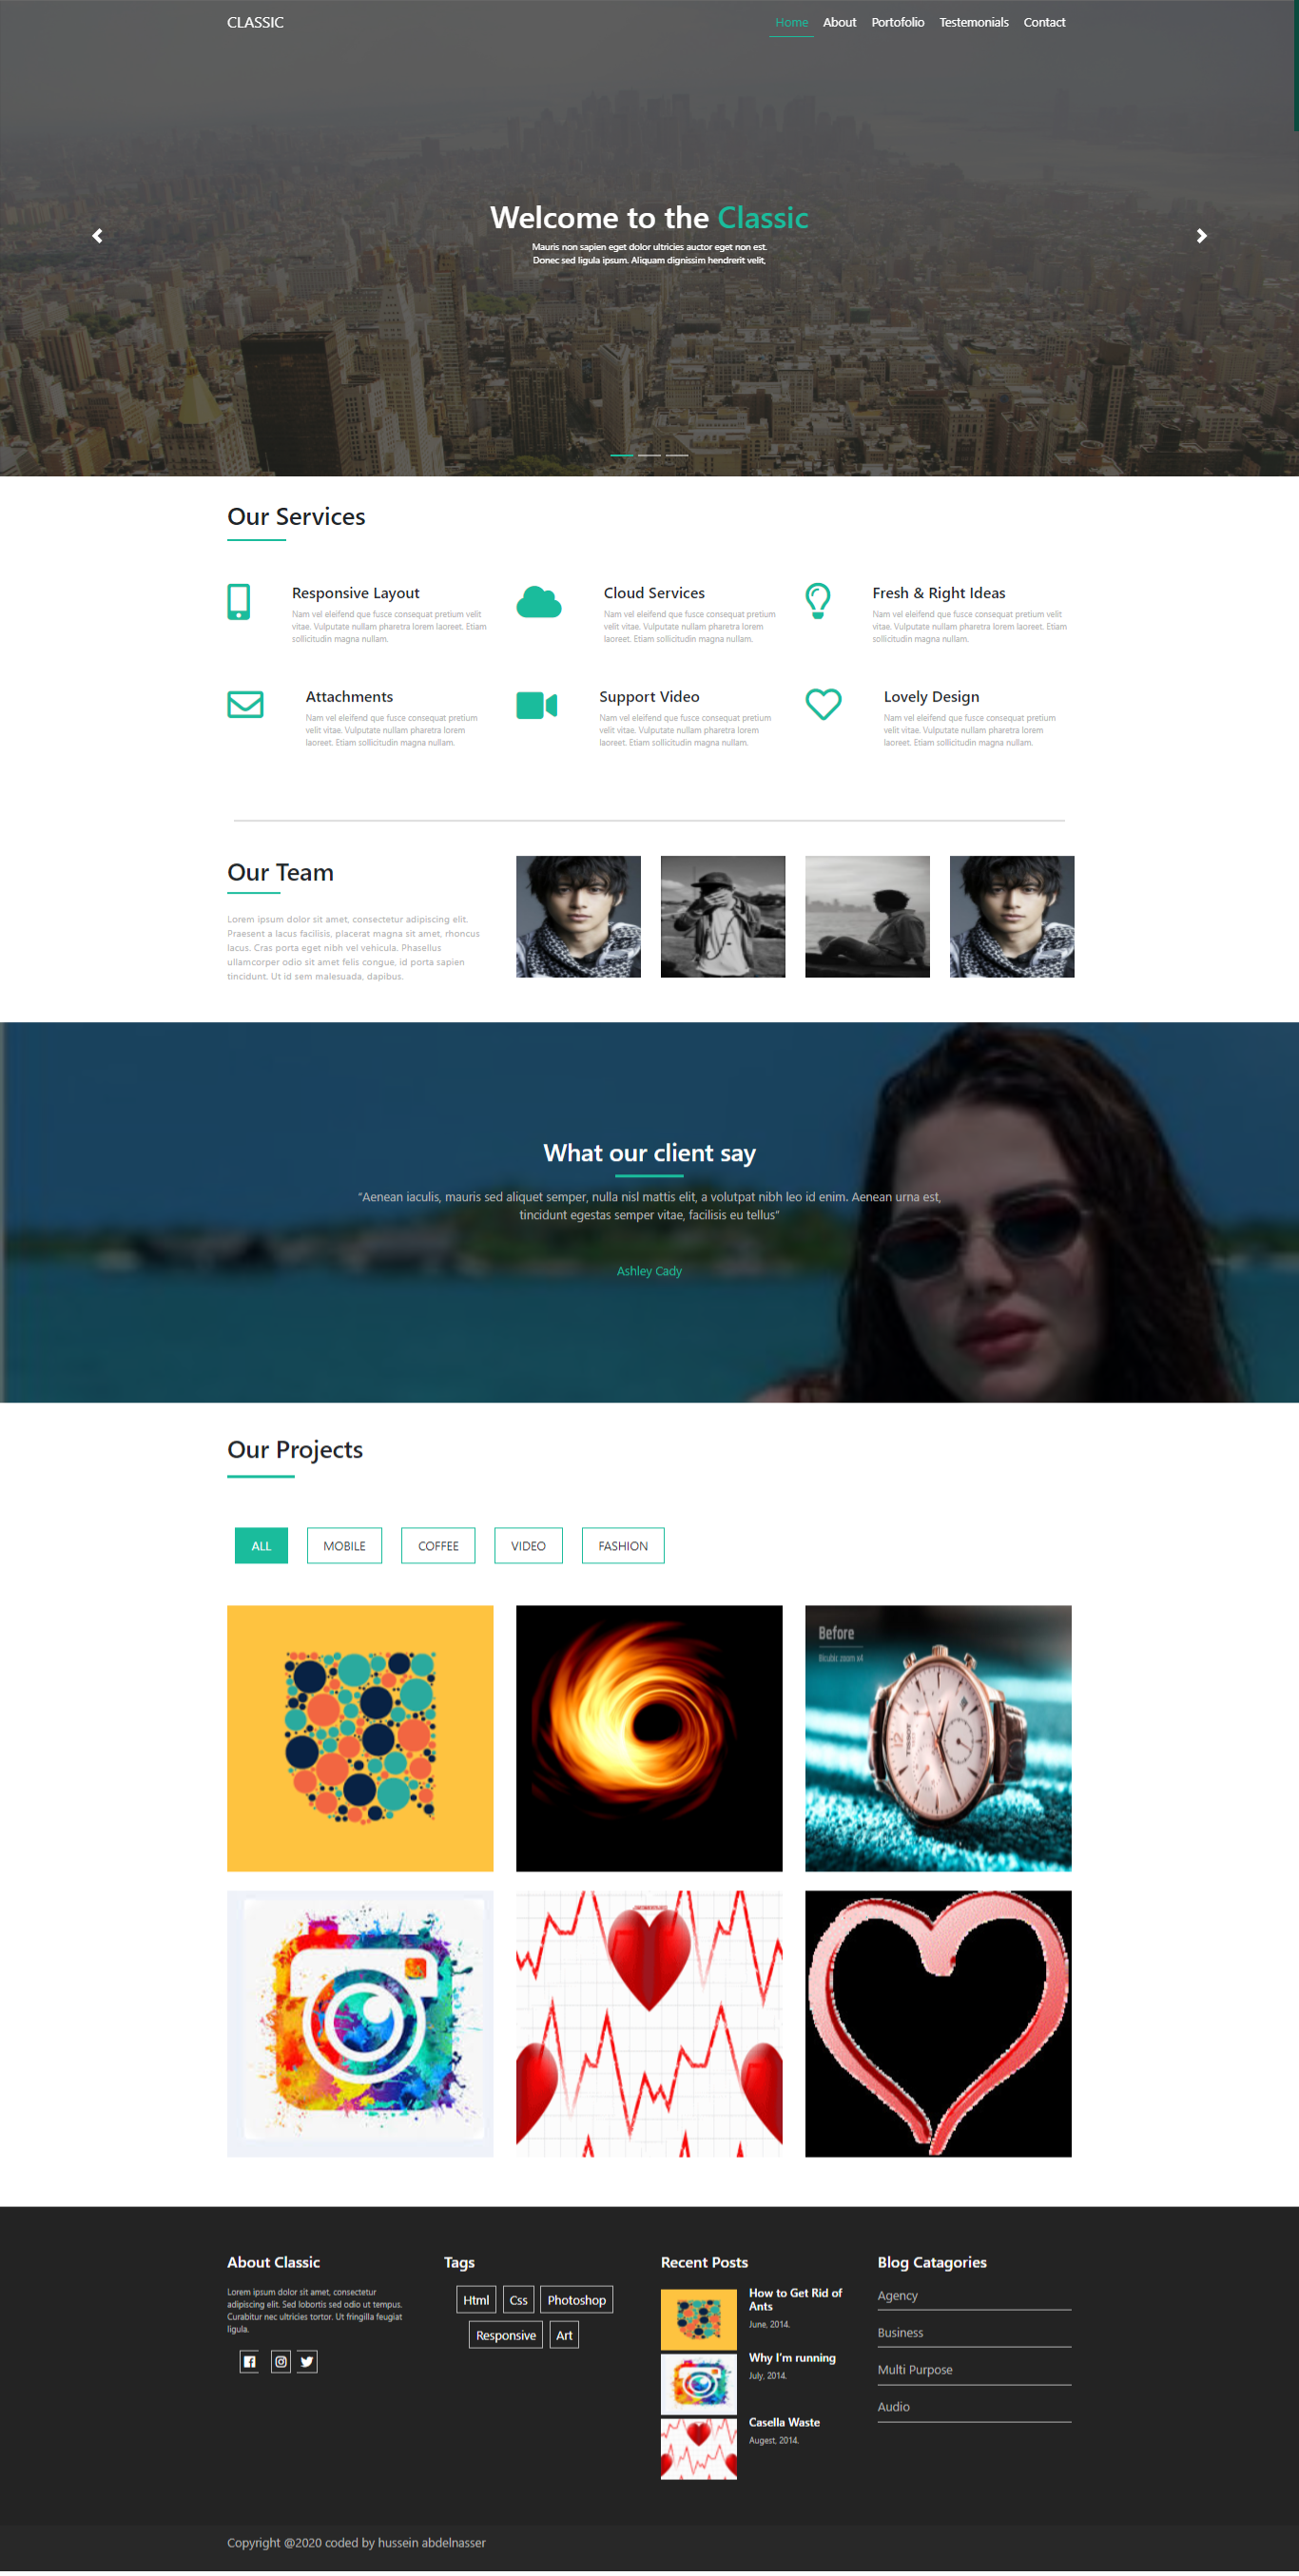 CLASSIC
Home About Portofolio Testemonials Contact
Welcome to the Classic
Mauris non sapien eget dolor ultricies auctor eget non est.
Donec sed ligula ipsum. Aliquam dignissim hendrerit velit,
Our Services
Responsive Layout
Nam vel eleifend que fusce consequat pretium velit
vitae. Vulputate nullam pharetra lorem laoreet. Etiam
sollicitudin magna nullam.
Cloud Services
Nam vel eleifend que fusce consequat pretium
velit vitae. Vulputate nullam pharetra lorem
laoreet. Etiam sollicitudin magna nullam.
Fresh & Right Ideas
Nam vel eleifend que fusce consequat pretium velit
vitae. Vulputate nullam pharetra lorem laoreet. Etiam
sollicitudin magna nullam.
Attachments
Nam vel eleifend que fusce consequat pretium
velit vitae. Vulputate nullam pharetra lorem
laoreet. Etiam sollicitudin magna nullam.
Support Video
Nam vel eleifend que fusce consequat pretium
velit vitae. Vulputate nullam pharetra lorem
laoreet. Etiam sollicitudin magna nullam.
Lovely Design
Nam vel eleifend que fusce consequat pretium
velit vitae. Vulputate nullam pharetra lorem
laoreet. Etiam sollicitudin magna nullam.
Our Team
Lorem ipsum dolor sit amet, consectetur adipiscing elit.
Praesent a lacus facilisis, placerat magna sit amet, rhoncus
lacus. Cras porta eget nibh vel vehicula. Phasellus
ullamcorper odio sit amet felis congue, id porta sapien
tincidunt. Ut id sem malesuada, dapibus.
What our client say
"Aenean iaculis, mauris sed aliquet semper, nulla nisl mattis elit, a volutpat nibh leo id enim. Aenean urna est,
tincidunt egestas semper vitae, facilisis eu tellus"
Ashley Cady
Our Projects
ALL MOBILE COFFEE VIDEO FASHION
Before
Bicubic zoom x4
TISSOT
12
About Classic
Lorem ipsum dolor sit amet, consectetur
adipiscing elit. Sed lobortis sed odio ut tempus.
Curabitur nec ultricies tortor. Ut fringilla feugiat
ligula.
Tags
Html Css Photoshop
Responsive Art
Recent Posts
How to Get Rid of
Ants
June, 2014.
Why I'm running
July, 2014.
Casella Waste
Augest, 2014.
Blog Catagories
Agency
Business
Multi Purpose
Audio
Copyright @2020 coded by hussein abdelnasser